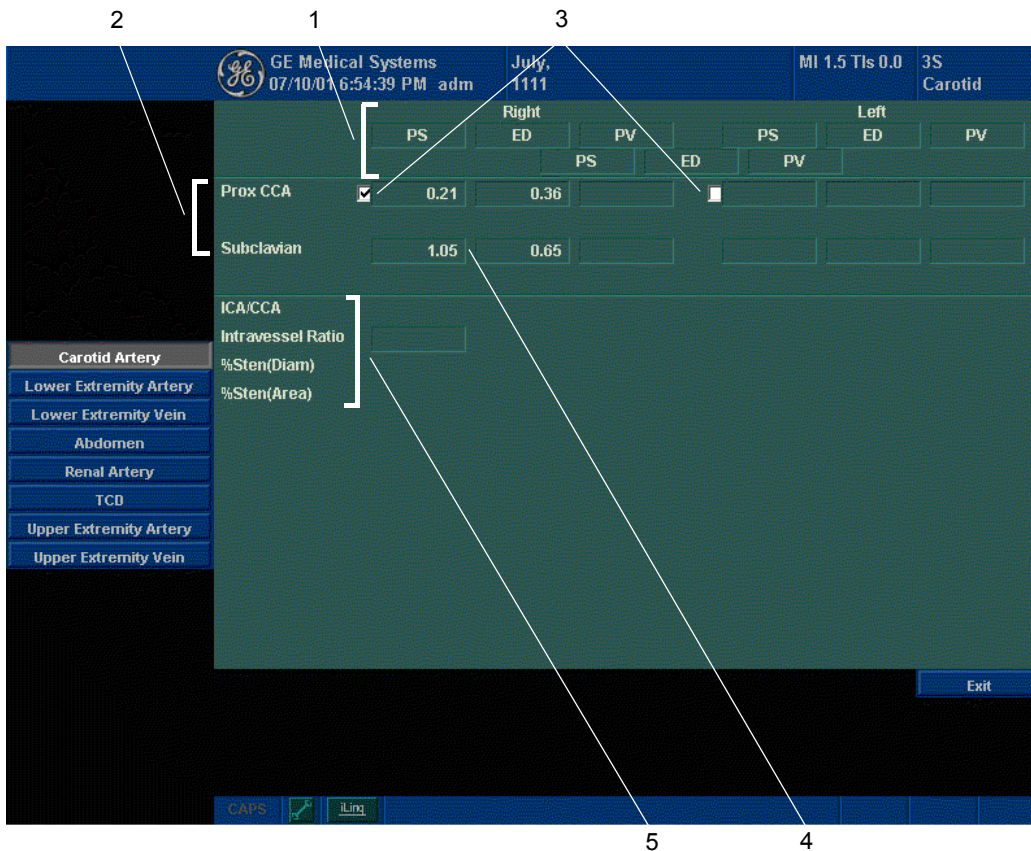 2 1 3
GE Medical Systems July, MI 1.5 TIs 0.0 3S
07/10/01 6:54:39 PM adm 1111 Carotid
Right Left
PS ED PV PS ED PV
PS ED PV
Prox CCA 0.21 0.36
Subclavian 1.05 0.65
ICA/CCA
Intravessel Ratio
%Sten(Diam)
%Sten(Area)
Carotid Artery
Lower Extremity Artery
Lower Extremity Vein
Abdomen
Renal Artery
TCD
Upper Extremity Artery
Upper Extremity Vein
Exit
CAPS iLinq
5 4